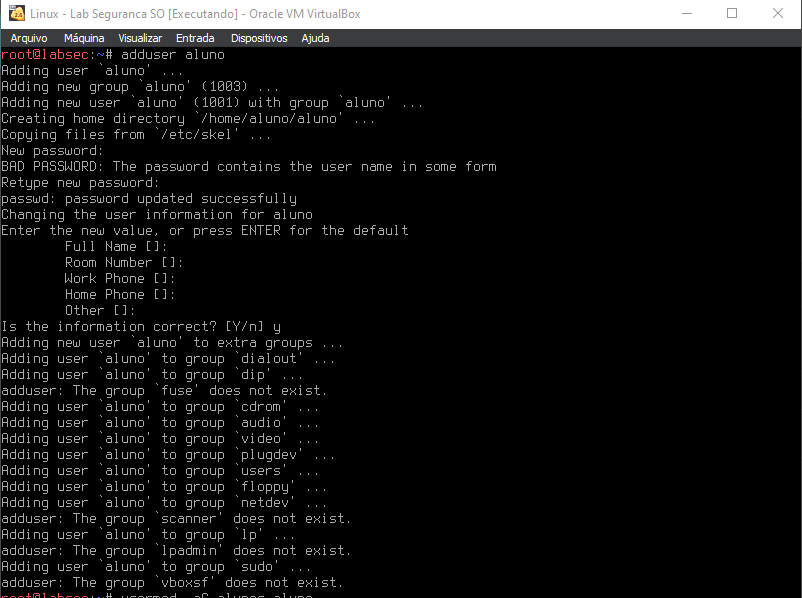 Linux - Lab Seguranca SO [Executando] - Oracle VM VirtualBox
Arquivo Máquina Visualizar Entrada Dispositivos Ajuda
root@labsec:~# adduser aluno
Adding user `aluno' ...
Adding new group `aluno' (1003) ...
Adding new user `aluno' (1001) with group `aluno' ...
Creating home directory `/home/aluno/aluno' ...
Copying files from `/etc/skel' ...
New password:
BAD PASSWORD: The password contains the user name in some form
Retype new password:
passwd: password updated successfully
Changing the user information for aluno
Enter the new value, or press ENTER for the default
Full Name []:
Room Number []:
Work Phone []:
Home Phone []:
Other []:
Is the information correct? [Y/n] y
Adding new user `aluno' to extra groups ...
Adding user `aluno' to group `dialout' ...
Adding user `aluno' to group `dip' ...
adduser: The group `fuse' does not exist.
Adding user `aluno' to group `cdrom' ...
Adding user `aluno' to group `audio' ...
Adding user `aluno' to group `video' ...
Adding user `aluno' to group `plugdev' ...
Adding user `aluno' to group `users' ...
Adding user `aluno' to group `floppy' ...
Adding user `aluno' to group `netdev' ...
adduser: The group `scanner' does not exist.
Adding user `aluno' to group `lp' ...
adduser: The group `lpadmin' does not exist.
Adding user `aluno' to group `sudo' ...
adduser: The group `vboxsf' does not exist.
root@labsec:~# usermod -aG alunos aluno